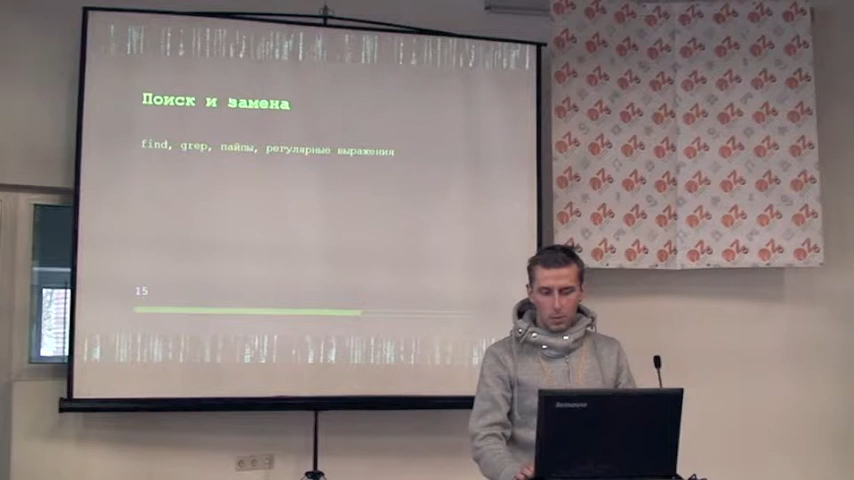 Поиск и замена
find, grep, пайпы, регулярные выражения
15
lenovo